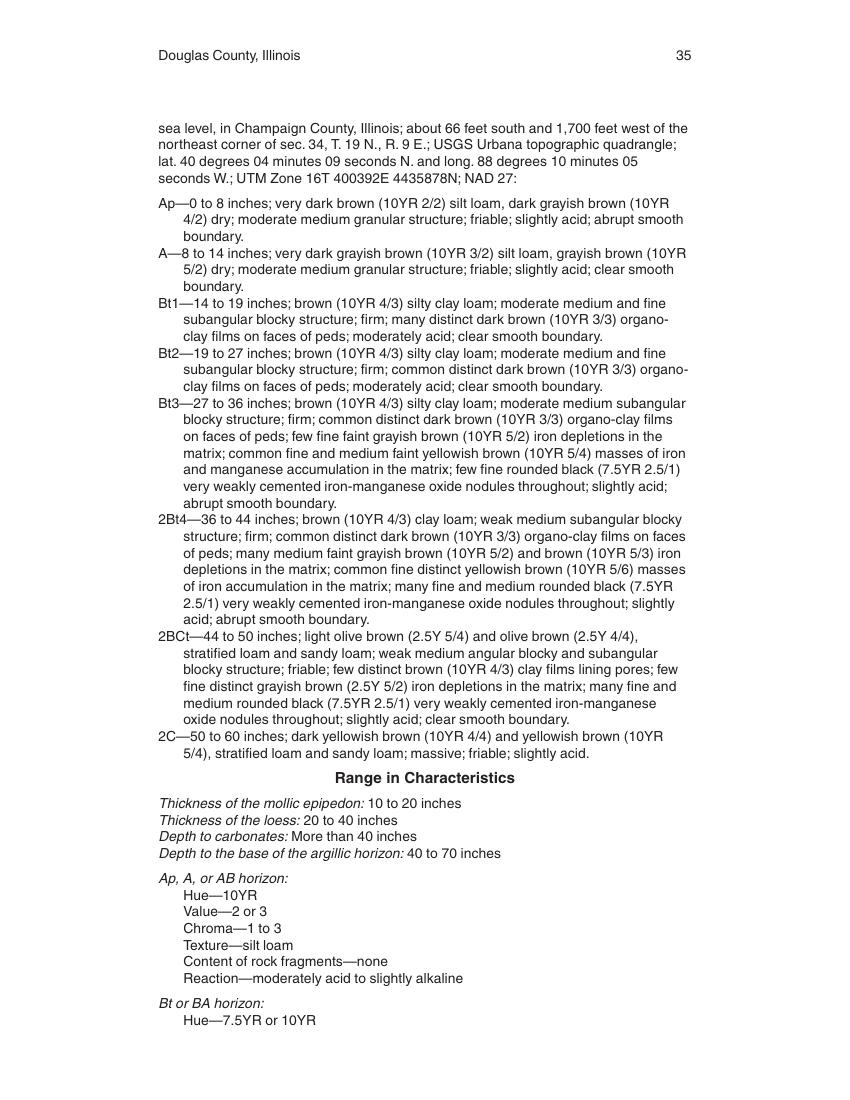 Douglas County, Illinois 35
sea level, in Champaign County, Illinois; about 66 feet south and 1,700 feet west of the
northeast corner of sec. 34, T. 19 N., R. 9 E.; USGS Urbana topographic quadrangle;
lat. 40 degrees 04 minutes 09 seconds N. and long. 88 degrees 10 minutes 05
seconds W.; UTM Zone 16T 400392E 4435878N; NAD 27:
Ap—0 to 8 inches; very dark brown (10YR 2/2) silt loam, dark grayish brown (10YR
4/2) dry; moderate medium granular structure; friable; slightly acid; abrupt smooth
boundary.
A—8 to 14 inches; very dark grayish brown (10YR 3/2) silt loam, grayish brown (10YR
5/2) dry; moderate medium granular structure; friable; slightly acid; clear smooth
boundary.
Bt1—14 to 19 inches; brown (10YR 4/3) silty clay loam; moderate medium and fine
subangular blocky structure; firm; many distinct dark brown (10YR 3/3) organo-
clay films on faces of peds; moderately acid; clear smooth boundary.
Bt2—19 to 27 inches; brown (10YR 4/3) silty clay loam; moderate medium and fine
subangular blocky structure; firm; common distinct dark brown (10YR 3/3) organo-
clay films on faces of peds; moderately acid; clear smooth boundary.
Bt3—27 to 36 inches; brown (10YR 4/3) silty clay loam; moderate medium subangular
blocky structure; firm; common distinct dark brown (10YR 3/3) organo-clay films
on faces of peds; few fine faint grayish brown (10YR 5/2) iron depletions in the
matrix; common fine and medium faint yellowish brown (10YR 5/4) masses of iron
and manganese accumulation in the matrix; few fine rounded black (7.5YR 2.5/1)
very weakly cemented iron-manganese oxide nodules throughout; slightly acid;
abrupt smooth boundary.
2Bt4—36 to 44 inches; brown (10YR 4/3) clay loam; weak medium subangular blocky
structure; firm; common distinct dark brown (10YR 3/3) organo-clay films on faces
of peds; many medium faint grayish brown (10YR 5/2) and brown (10YR 5/3) iron
depletions in the matrix; common fine distinct yellowish brown (10YR 5/6) masses
of iron accumulation in the matrix; many fine and medium rounded black (7.5YR
2.5/1) very weakly cemented iron-manganese oxide nodules throughout; slightly
acid; abrupt smooth boundary.
2BCt—44 to 50 inches; light olive brown (2.5Y 5/4) and olive brown (2.5Y 4/4),
stratified loam and sandy loam; weak medium angular blocky and subangular
blocky structure; friable; few distinct brown (10YR 4/3) clay films lining pores; few
fine distinct grayish brown (2.5Y 5/2) iron depletions in the matrix; many fine and
medium rounded black (7.5YR 2.5/1) very weakly cemented iron-manganese
oxide nodules throughout; slightly acid; clear smooth boundary.
2C—50 to 60 inches; dark yellowish brown (10YR 4/4) and yellowish brown (10YR
5/4), stratified loam and sandy loam; massive; friable; slightly acid.
Range in Characteristics
Thickness of the mollic epipedon: 10 to 20 inches
Thickness of the loess: 20 to 40 inches
Depth to carbonates: More than 40 inches
Depth to the base of the argillic horizon: 40 to 70 inches
Ap, A, or AB horizon:
Hue—10YR
Value—2 or 3
Chroma—1 to 3
Texture—silt loam
Content of rock fragments—none
Reaction—moderately acid to slightly alkaline
Bt or BA horizon:
Hue—7.5YR or 10YR